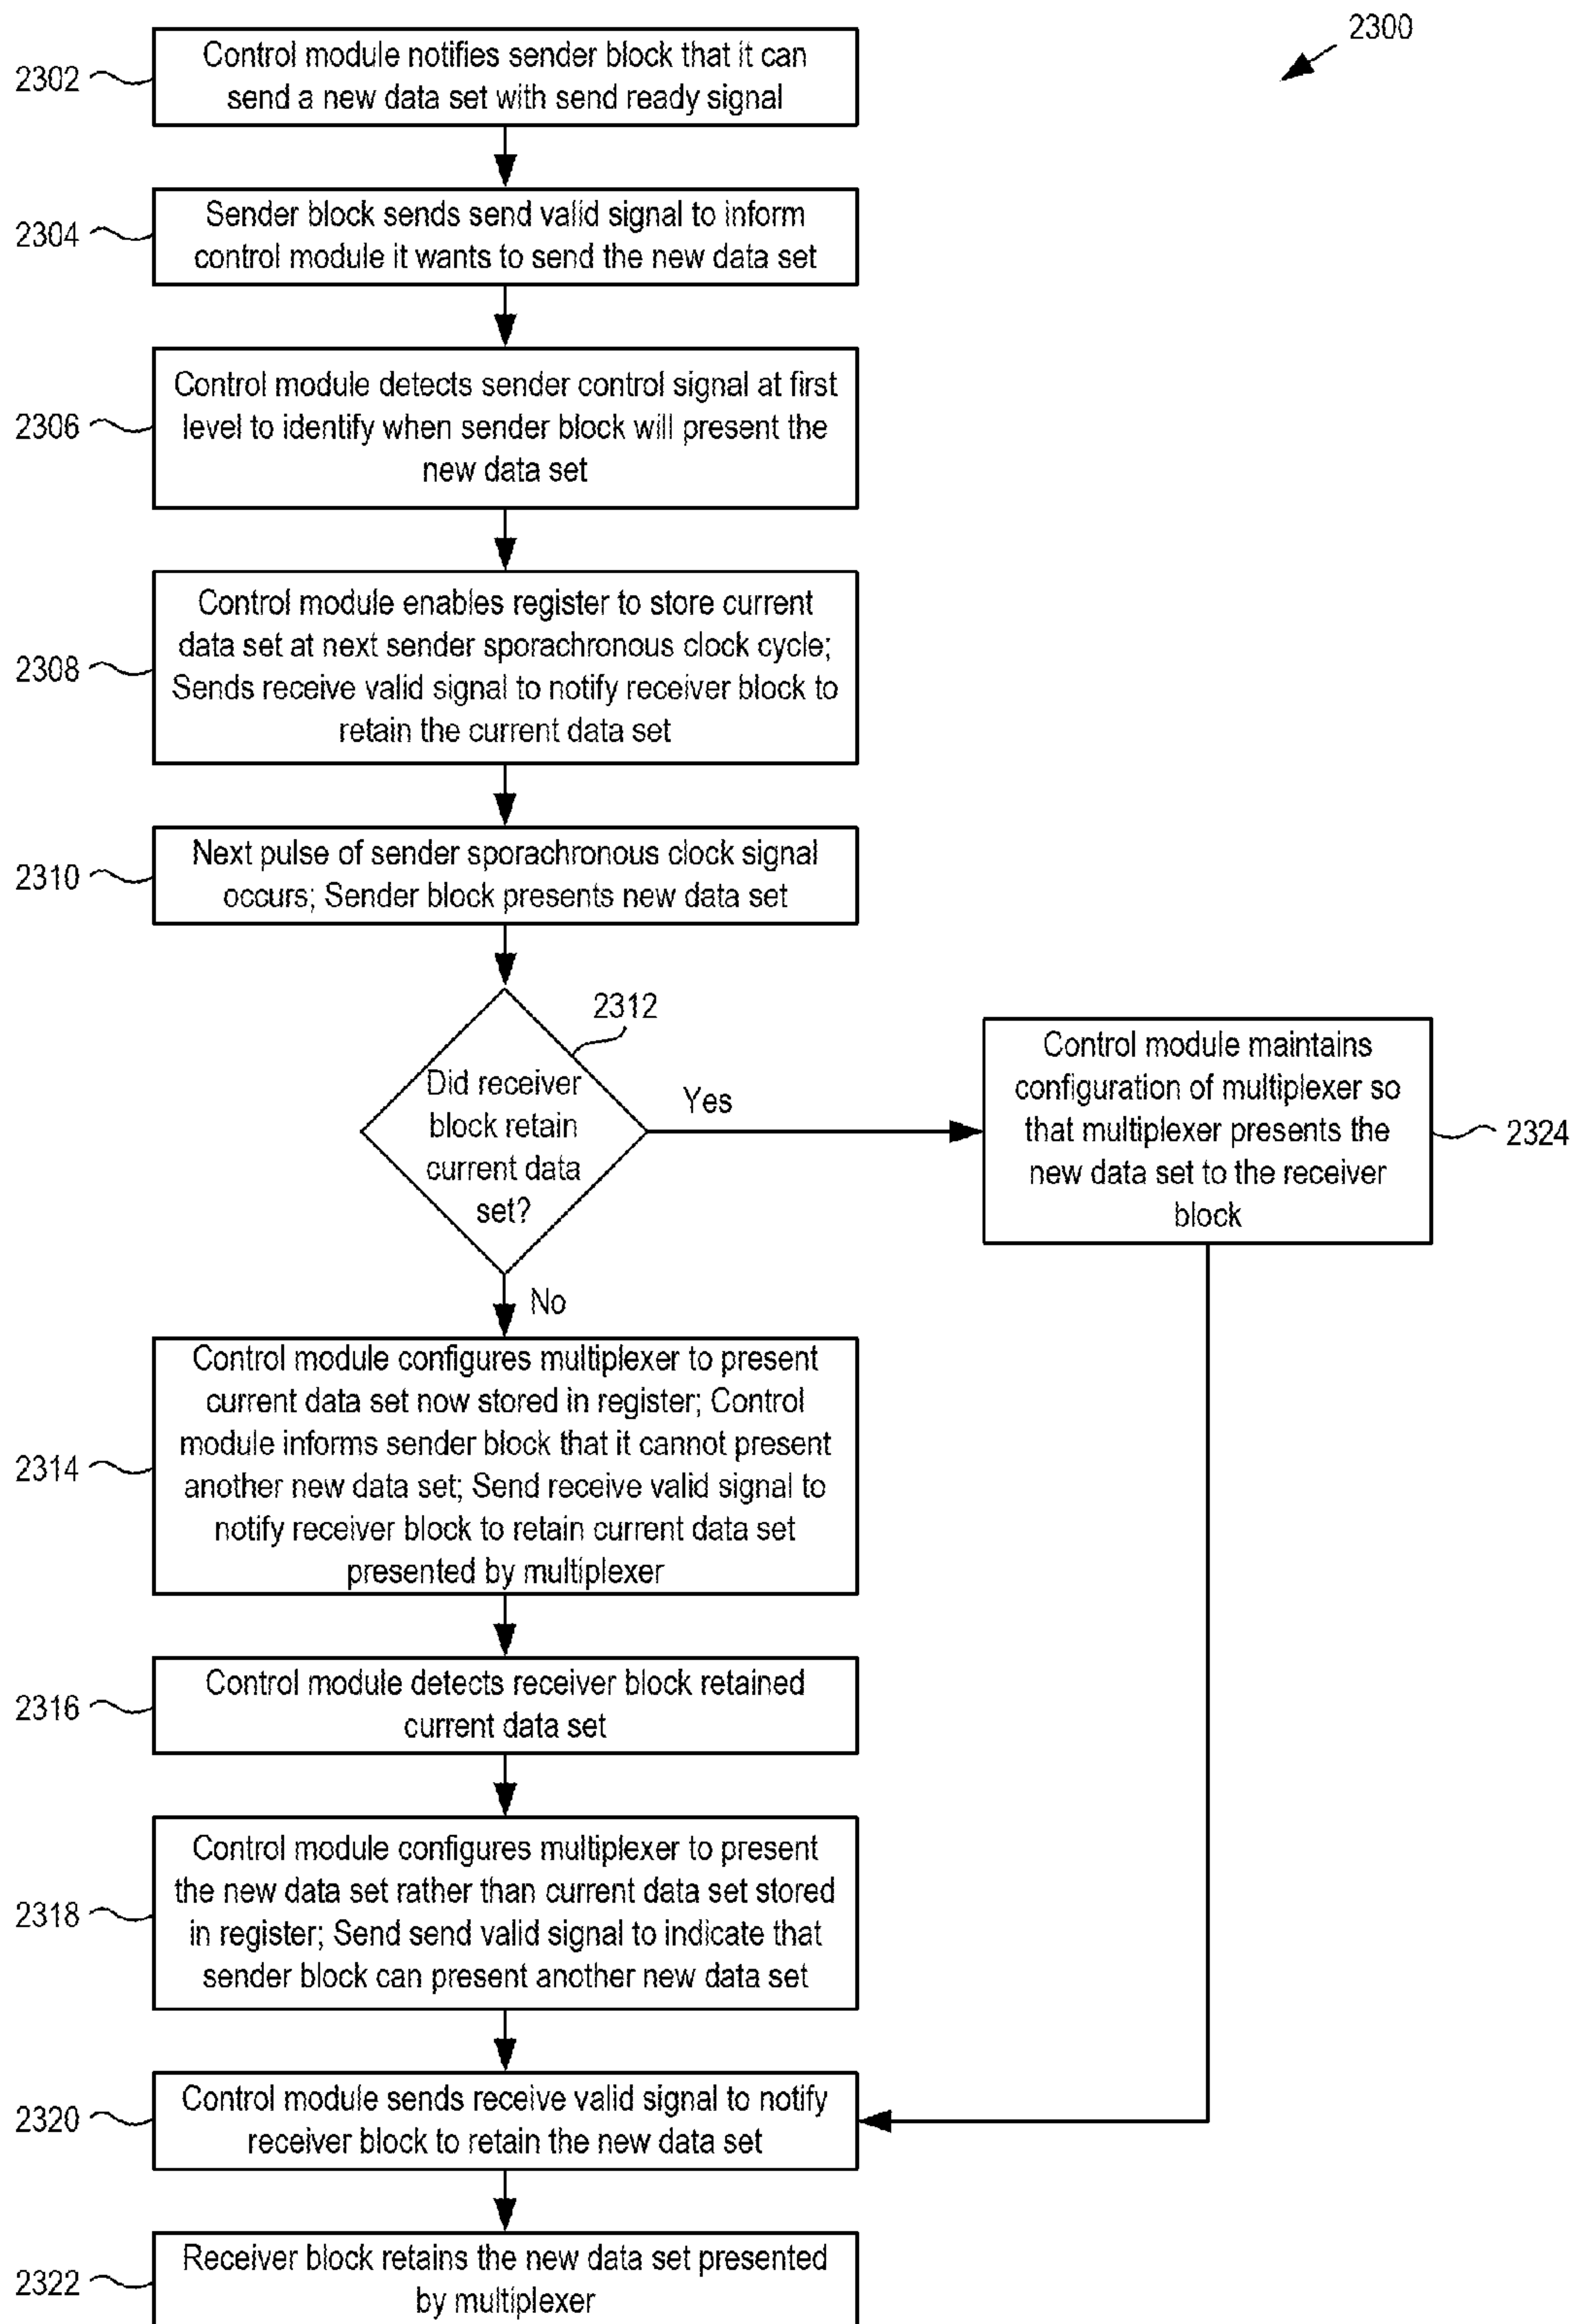 2300
2302
Control module notifies sender block that it can
send a new data set with send ready signal
2304
Sender block sends send valid signal to inform
control module it wants to send the new data set
2306
Control module detects sender control signal at first
level to identify when sender block will present the
new data set
2308
Control module enables register to store current
data set at next sender sporachronous clock cycle;
Sends receive valid signal to notify receiver block to
retain the current data set
2310
Next pulse of sender sporachronous clock signal
occurs; Sender block presents new data set
2312
Did receiver
block retain
current data
set?
Yes
Control module maintains
configuration of multiplexer so
that multiplexer presents the
new data set to the receiver
block
2324
No
2314
Control module configures multiplexer to present
current data set now stored in register; Control
module informs sender block that it cannot present
another new data set; Send receive valid signal to
notify receiver block to retain current data set
presented by multiplexer
2316
Control module detects receiver block retained
current data set
2318
Control module configures multiplexer to present
the new data set rather than current data set stored
in register; Send send valid signal to indicate that
sender block can present another new data set
2320
Control module sends receive valid signal to notify
receiver block to retain the new data set
2322
Receiver block retains the new data set presented
by multiplexer